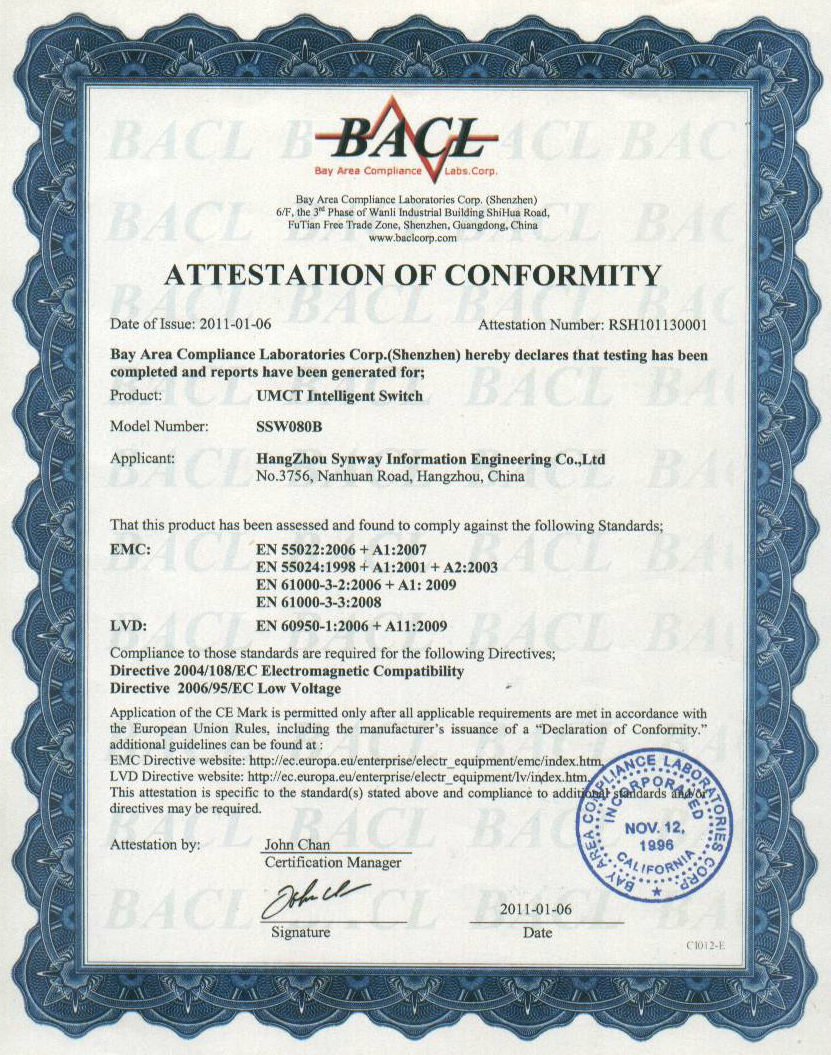 BACL
Bay Area Compliance Labs.Corp.
Bay Area Compliance Laboratories Corp. (Shenzhen)
6/F, the 3rd Phase of Wanli Industrial Building ShiHua Road,
FuTian Free Trade Zone, Shenzhen, Guangdong, China
www.baclcorp.com
ATTESTATION OF CONFORMITY
Date of Issue: 2011-01-06 Attestation Number: RSH101130001
Bay Area Compliance Laboratories Corp.(Shenzhen) hereby declares that testing has been
completed and reports have been generated for;
Product: UMCT Intelligent Switch
Model Number: SSW080B
Applicant: HangZhou Synway Information Engineering Co.,Ltd
No.3756, Nanhuan Road, Hangzhou, China
That this product has been assessed and found to comply against the following Standards;
EMC: EN 55022:2006 + A1:2007
EN 55024:1998 + A1:2001 + A2:2003
EN 61000-3-2:2006 + A1: 2009
EN 61000-3-3:2008
LVD: EN 60950-1:2006 + A11:2009
Compliance to those standards are required for the following Directives;
Directive 2004/108/EC Electromagnetic Compatibility
Directive 2006/95/EC Low Voltage
Application of the CE Mark is permitted only after all applicable requirements are met in accordance with
the European Union Rules, including the manufacturer's issuance of a “Declaration of Conformity.”
additional guidelines can be found at :
EMC Directive website: http://ec.europa.eu/enterprise/electr_equipment/emc/index.htm,
LVD Directive website: http://ec.europa.eu/enterprise/electr_equipment/lv/index.htm.
This attestation is specific to the standard(s) stated above and compliance to additional standards and/or
directives may be required.
BAY AREA COMPLIANCE LABORATORIES CORP
INCORPORATED
NOV. 12,
1996
CALIFORNIA
Attestation by: John Chan
Certification Manager
John Ch
Signature
2011-01-06
Date
C1012-E